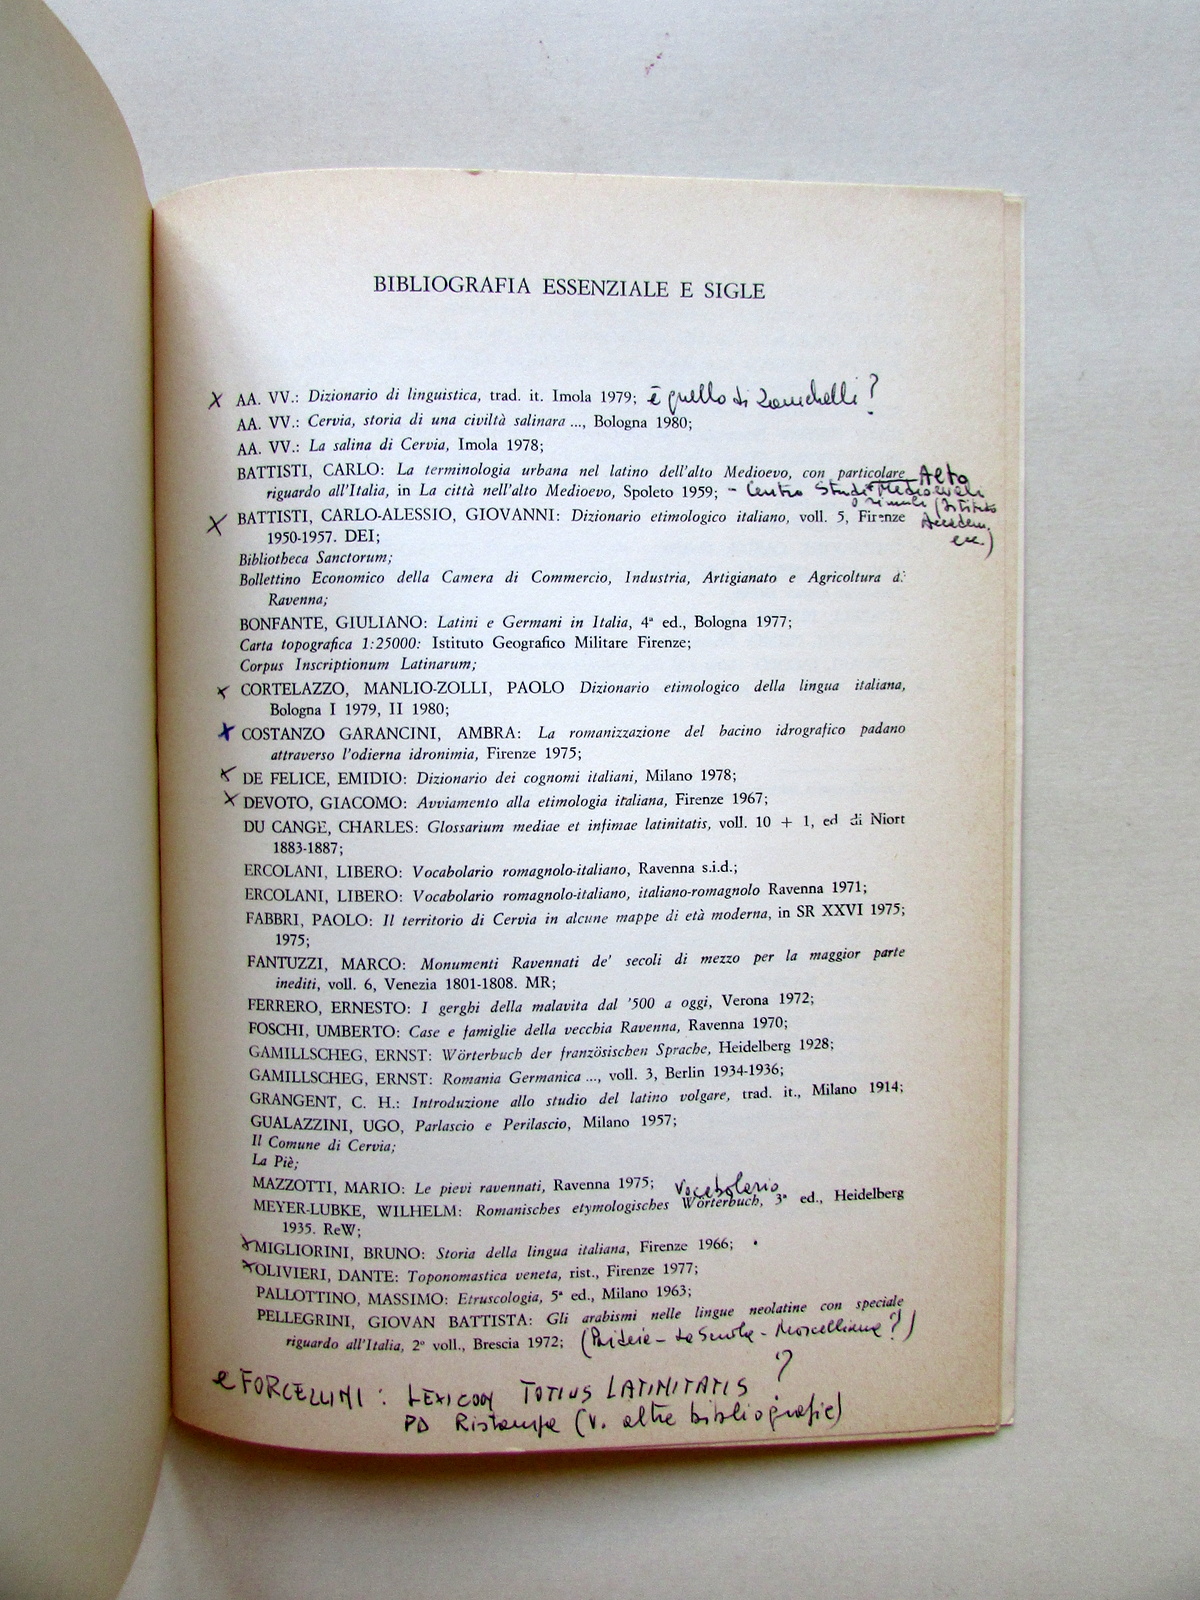 BIBLIOGRAFIA ESSENZIALE E SIGLE
x AA. VV.: Dizionario di linguistica, trad. it. Imola 1979; è quello di Zanichelli?
AA. VV.: Cervia, storia di una civiltà salinara ..., Bologna 1980;
AA. VV.: La salina di Cervia, Imola 1978;
BATTISTI, CARLO: La terminologia urbana nel latino dell'alto Medioevo, con particolare Alto
riguardo all'Italia, in La città nell'alto Medioevo, Spoleto 1959; - Centro Studi Medioevali
x BATTISTI, CARLO-ALESSIO, GIOVANNI: Dizionario etimologico italiano, voll. 5, Firenze
o simili (Istituto
Accadem.
ecc.)
1950-1957. DEI;
Bibliotheca Sanctorum;
Bollettino Economico della Camera di Commercio, Industria, Artigianato e Agricoltura di
Ravenna;
BONFANTE, GIULIANO: Latini e Germani in Italia, 4ª ed., Bologna 1977;
Carta topografica 1:25000: Istituto Geografico Militare Firenze;
Corpus Inscriptionum Latinarum;
x CORTELAZZO, MANLIO-ZOLLI, PAOLO Dizionario etimologico della lingua italiana,
Bologna I 1979, II 1980;
x COSTANZO GARANCINI, AMBRA: La romanizzazione del bacino idrografico padano
attraverso l'odierna idronimia, Firenze 1975;
x DE FELICE, EMIDIO: Dizionario dei cognomi italiani, Milano 1978;
x DEVOTO, GIACOMO: Avviamento alla etimologia italiana, Firenze 1967;
DU CANGE, CHARLES: Glossarium mediae et infimae latinitatis, voll. 10 + 1, ed di Niort
1883-1887;
ERCOLANI, LIBERO: Vocabolario romagnolo-italiano, Ravenna s.i.d.;
ERCOLANI, LIBERO: Vocabolario romagnolo-italiano, italiano-romagnolo Ravenna 1971;
FABBRI, PAOLO: Il territorio di Cervia in alcune mappe di età moderna, in SR XXVI 1975;
1975;
FANTUZZI, MARCO: Monumenti Ravennati de' secoli di mezzo per la maggior parte
inediti, voll. 6, Venezia 1801-1808. MR;
FERRERO, ERNESTO: I gerghi della malavita dal '500 a oggi, Verona 1972;
FOSCHI, UMBERTO: Case e famiglie della vecchia Ravenna, Ravenna 1970;
GAMILLSCHEG, ERNST: Wörterbuch der französischen Sprache, Heidelberg 1928;
GAMILLSCHEG, ERNST: Romania Germanica ..., voll. 3, Berlin 1934-1936;
GRANGENT, C. H.: Introduzione allo studio del latino volgare, trad. it., Milano 1914;
GUALAZZINI, UGO, Parlascio e Perilascio, Milano 1957;
Il Comune di Cervia;
La Piè;
MAZZOTTI, MARIO: Le pievi ravennati, Ravenna 1975; Vocabolario
MEYER-LUBKE, WILHELM: Romanisches etymologisches Wörterbuch, 3ª ed., Heidelberg
1935. ReW;
x MIGLIORINI, BRUNO: Storia della lingua italiana, Firenze 1966;
x OLIVIERI, DANTE: Toponomastica veneta, rist., Firenze 1977;
PALLOTTINO, MASSIMO: Etruscologia, 5ª ed., Milano 1963;
PELLEGRINI, GIOVAN BATTISTA: Gli arabismi nelle lingue neolatine con speciale
riguardo all'Italia, 2º voll., Brescia 1972; (Paideia - La Scuola - Morcelliana?)
e FORCELLINI: LEXICON TOTIUS LATINITATIS ?
PD Ristampa (v. altre bibliografie)